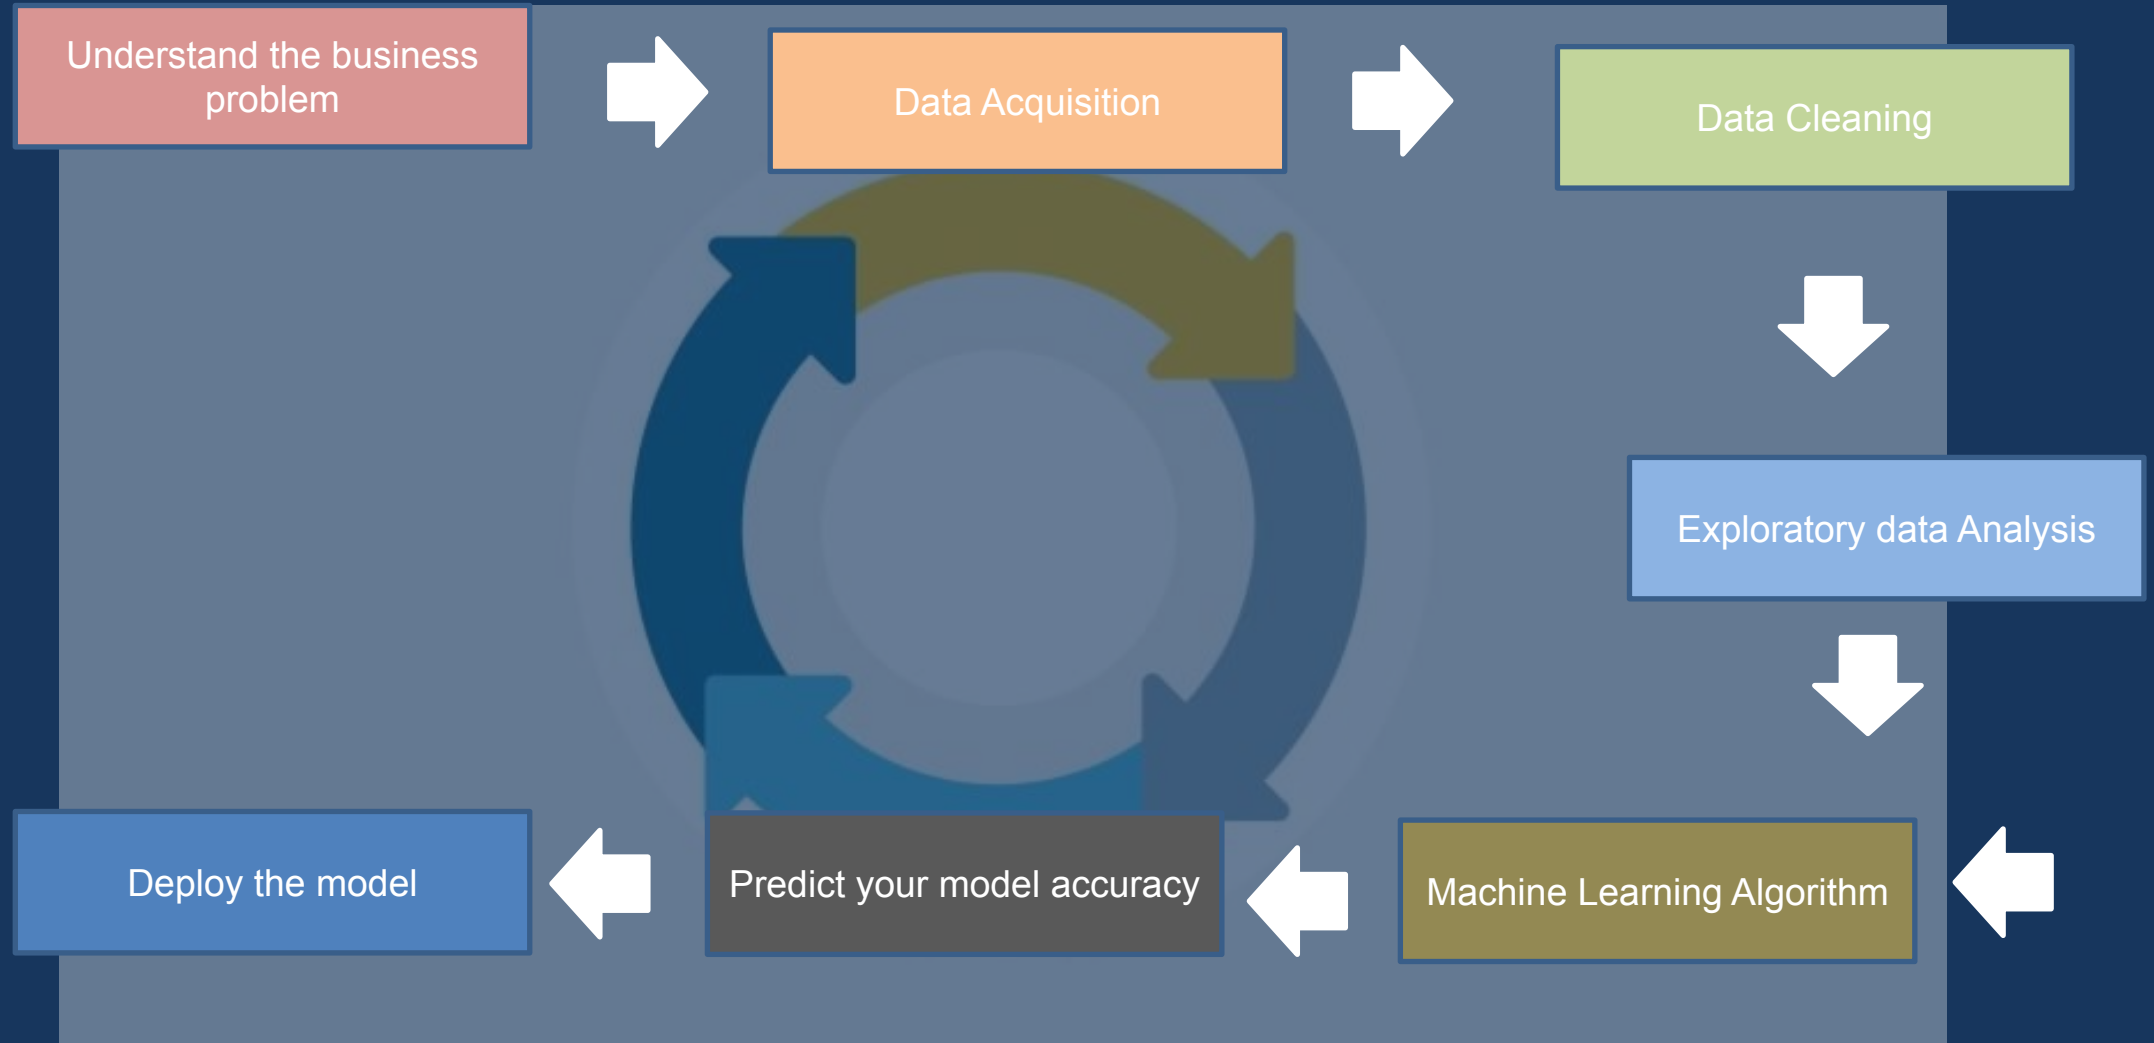 Understand the business
problem
Data Acquisition
Data Cleaning
Exploratory data Analysis
Machine Learning Algorithm
Predict your model accuracy
Deploy the model